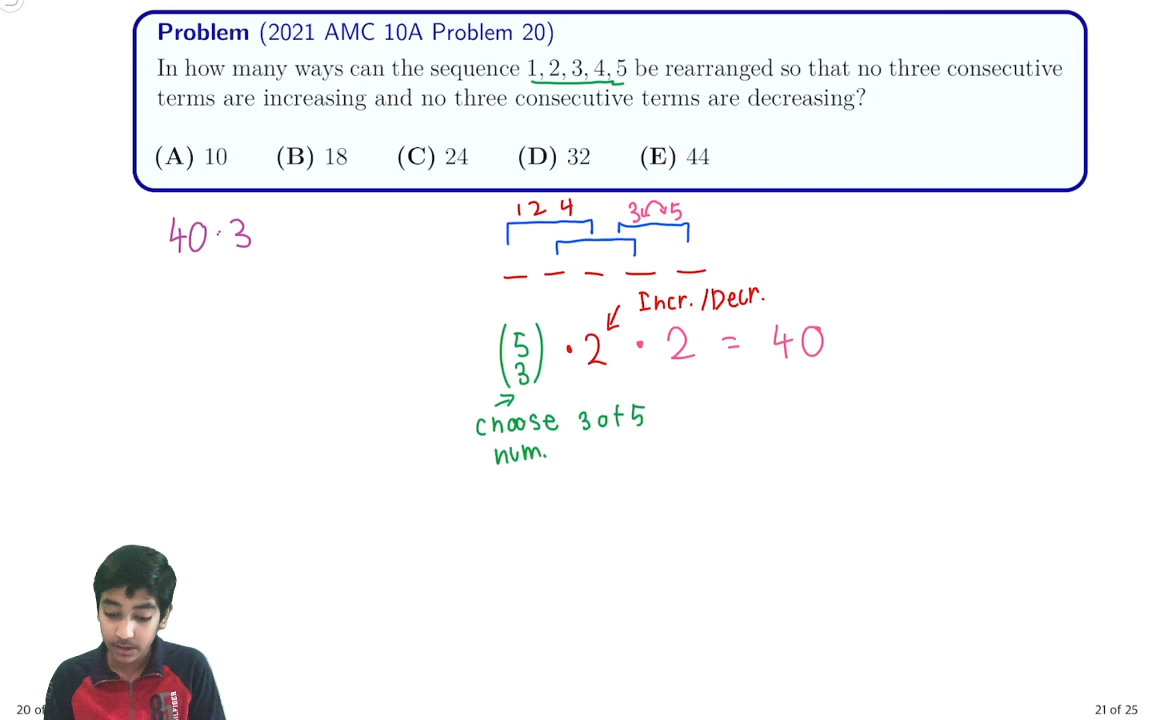 Problem (2021 AMC 10A Problem 20)
In how many ways can the sequence 1, 2, 3, 4, 5 be rearranged so that no three consecutive
terms are increasing and no three consecutive terms are decreasing?
(A) 10 (B) 18 (C) 24 (D) 32 (E) 44
1 2 4 3 5
40 · 3
Incr. / Decr.
(5 3) · 2 · 2 = 40
choose 3 of 5
num.
20 of
21 of 25